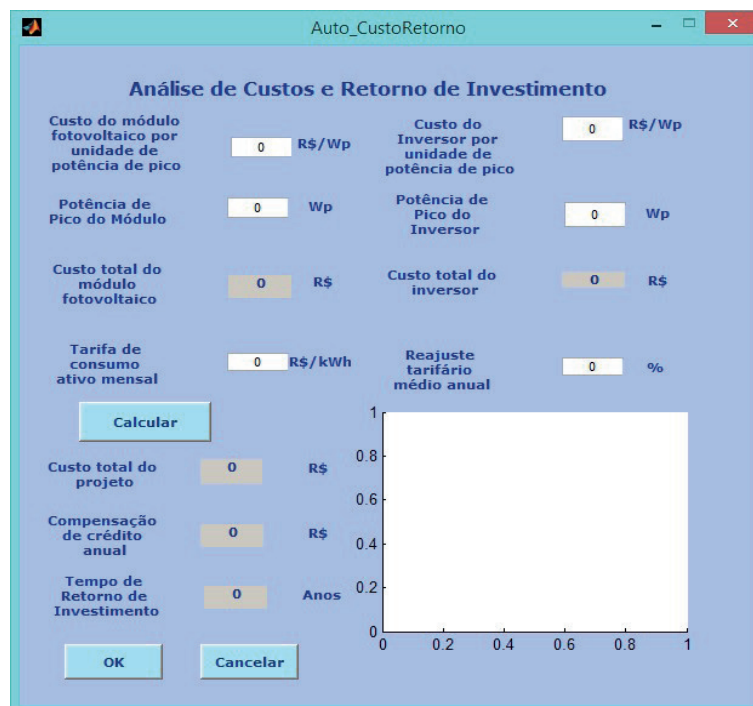 Auto_CustoRetorno
Análise de Custos e Retorno de Investimento
Custo do módulo
fotovoltaico por
unidade de
potência de pico
0 R$/Wp
Custo do
Inversor por
unidade de
potência de pico
0 R$/Wp
Potência de
Pico do Módulo
0 Wp
Potência de
Pico do
Inversor
0 Wp
Custo total do
módulo
fotovoltaico
0 R$
Custo total do
inversor
0 R$
Tarifa de
consumo
ativo mensal
0 R$/kWh
Reajuste
tarifário
médio anual
0 %
Calcular
Custo total do
projeto
0 R$
Compensação
de crédito
anual
0 R$
Tempo de
Retorno de
Investimento
0 Anos
OK
Cancelar
1
0.8
0.6
0.4
0.2
0
0 0.2 0.4 0.6 0.8 1